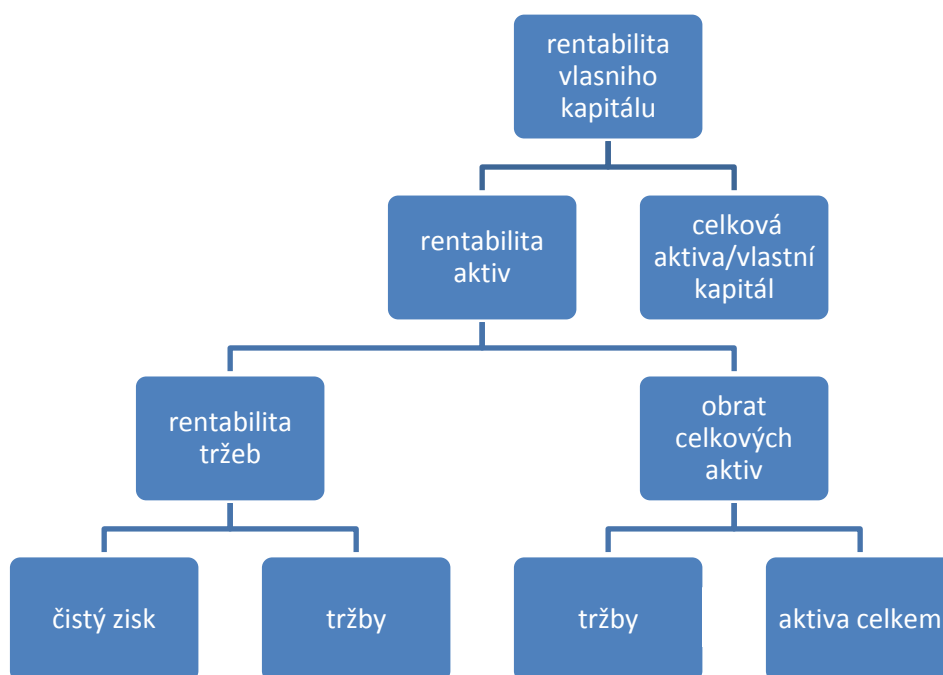 rentabilita
vlasniho
kapitálu
rentabilita
aktiv
celková
aktiva/vlastní
kapitál
rentabilita
tržeb
obrat
celkových
aktiv
čistý zisk
tržby
tržby
aktiva celkem